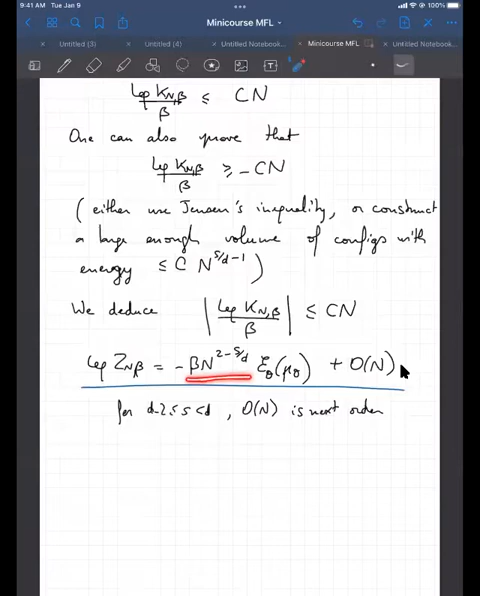 9:41 AM Tue Jan 9
100%
Minicourse MFL
Untitled (3)
Untitled (4)
Untitled Notebook...
Minicourse MFL
Untitled Notebook...
log K_{N,β} / β ≤ CN
One can also prove that
log K_{N,β} / β ≥ -CN
(either use Jensen's inequality, or construct
a large enough volume of configs with
energy ≤ C N^{s/d-1})
We deduce | log K_{N,β} / β | ≤ CN
log Z_{N,β} = -βN^{2-s/d} ℰ_θ(μ_θ) + O(N)
for d-2≤s<d, O(N) is next order